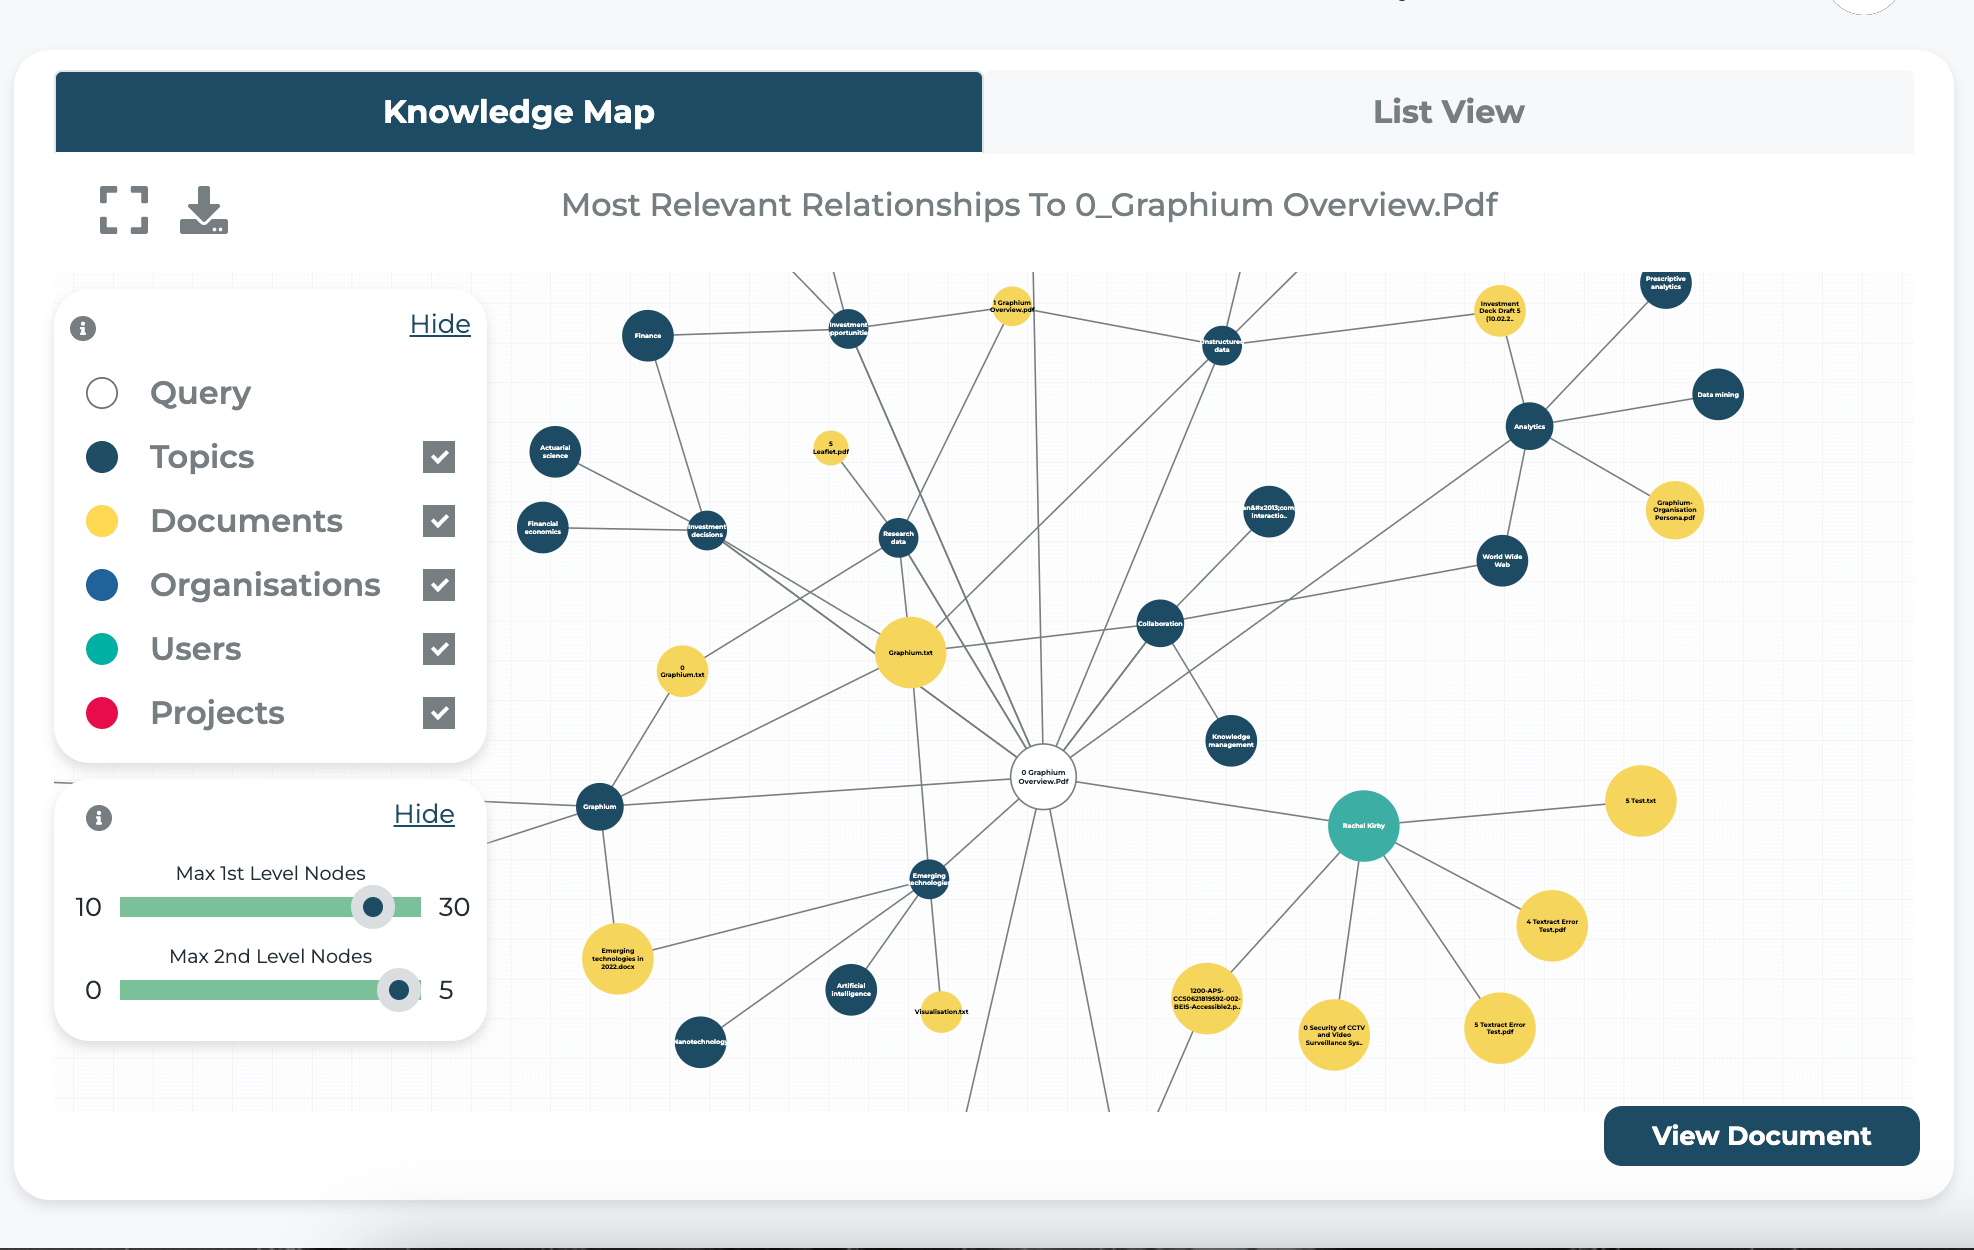 Knowledge Map
List View
Most Relevant Relationships To 0_Graphium Overview.Pdf
Hide
Query
Topics
Documents
Organisations
Users
Projects
Hide
Max 1st Level Nodes
10
30
Max 2nd Level Nodes
0
5
Prescriptive
analytics
1 Graphium
Overview.pdf
Investment
Deck Draft 5
(10.02.2..
Investment
Finance
data
Data mining
Analytics
5
Leaflet.pdf
Actuarial
science
Graphium-
Organisation
Persona.pdf
an&#x2013;com
interactio..
Financial
economics
Investment
decisions
Research
data
World Wide
Web
Collaboration
Graphium.txt
0
Graphium.txt
Knowledge
management
0 Graphium
Overview.Pdf
5 Test.txt
Graphium
Rachel Kirby
Emerging
4 Textract Error
Test.pdf
Emerging
technologies in
2022.docx
Artificial
intelligence
1200-APS-
CCS0621819592-002-
BEIS-Accessible2.p..
Visualisation.txt
0 Security of CCTV
and Video
Surveillance Sys..
5 Textract Error
Test.pdf
Nanotechnology
View Document